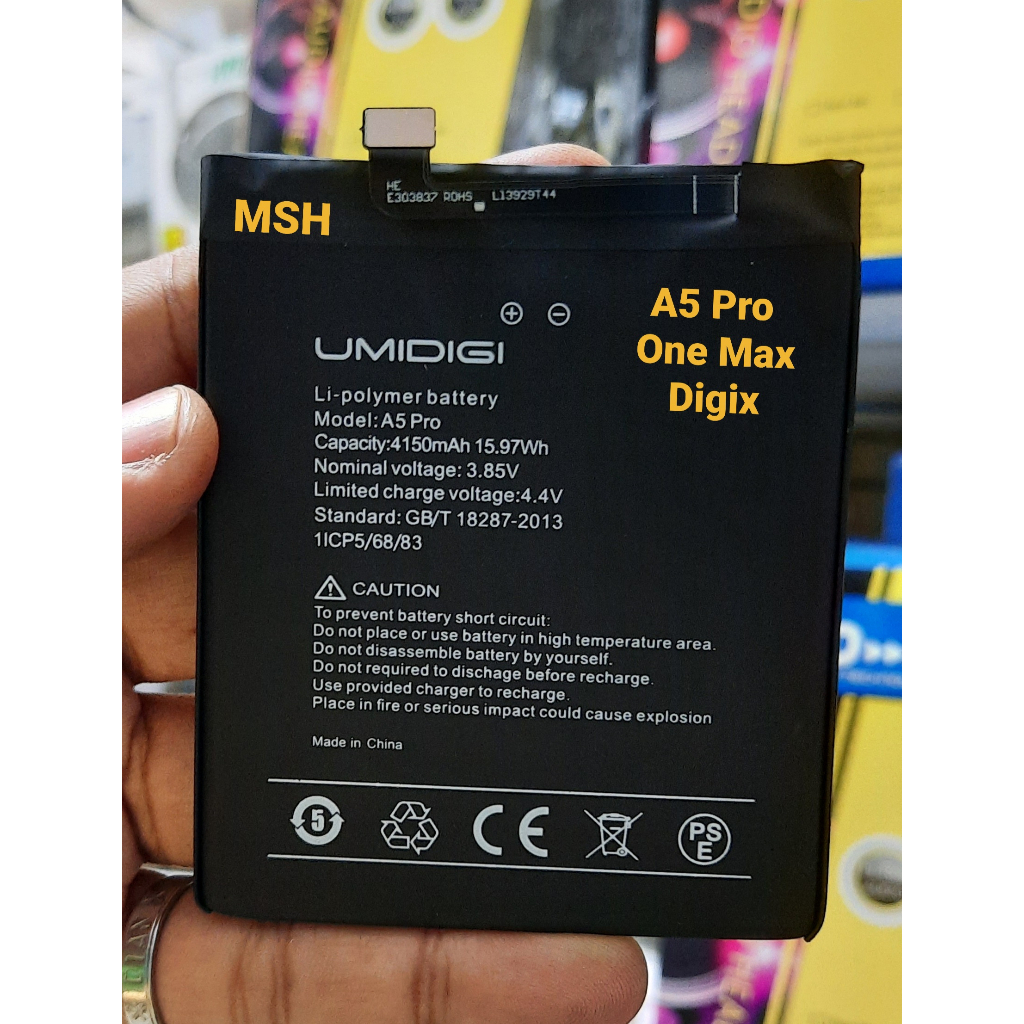 HE
E303837 ROHS L13929T44
MSH
A5 Pro
One Max
Digix
UMIDIGI
Li-polymer battery
Model: A5 Pro
Capacity:4150mAh 15.97Wh
Nominal voltage: 3.85V
Limited charge voltage:4.4V
Standard: GB/T 18287-2013
1ICP5/68/83
CAUTION
To prevent battery short circuit:
Do not place or use battery in high temperature area.
Do not disassemble battery by yourself.
Do not required to dischage before recharge.
Use provided charger to recharge.
Place in fire or serious impact could cause explosion
Made in China
5
CE
PS
E
HEAD